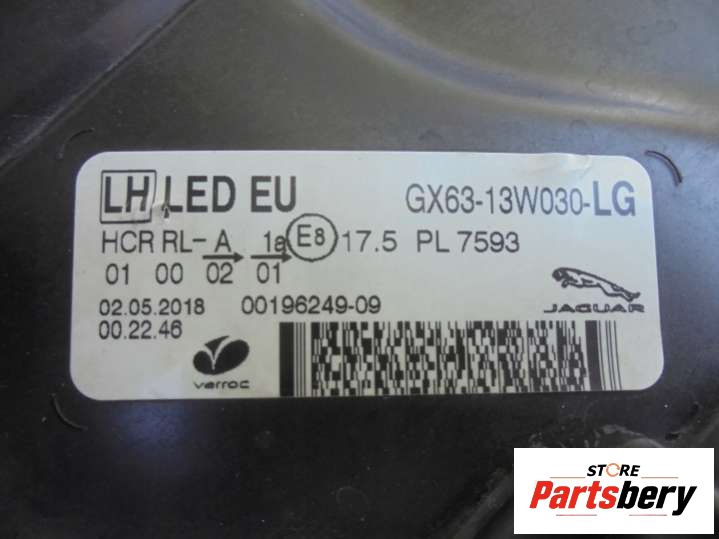 LH LED EU GX63-13W030-LG
HCR RL- A 1a E8 17.5 PL 7593
01 00 02 01
02.05.2018 00196249-09
00.22.46
JAGUAR
varroc
STORE
Partsbery